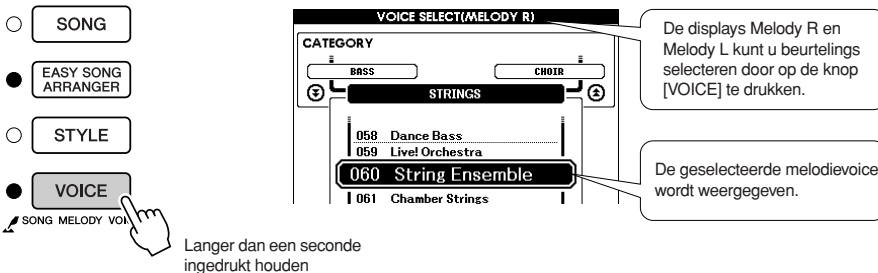 SONG
EASY SONG
ARRANGER
STYLE
VOICE
SONG MELODY
Langer dan een seconde
ingedrukt houden
VOICE SELECT(MELODY R)
CATEGORY
BASS
CHOIR
STRINGS
058 Dance Bass
059 Live! Orchestra
060 String Ensemble
061 Chamber Strings
De displays Melody R en
Melody L kunt u beurtelings
selecteren door op de knop
[VOICE] te drukken.
De geselecteerde melodievoice
wordt weergegeven.